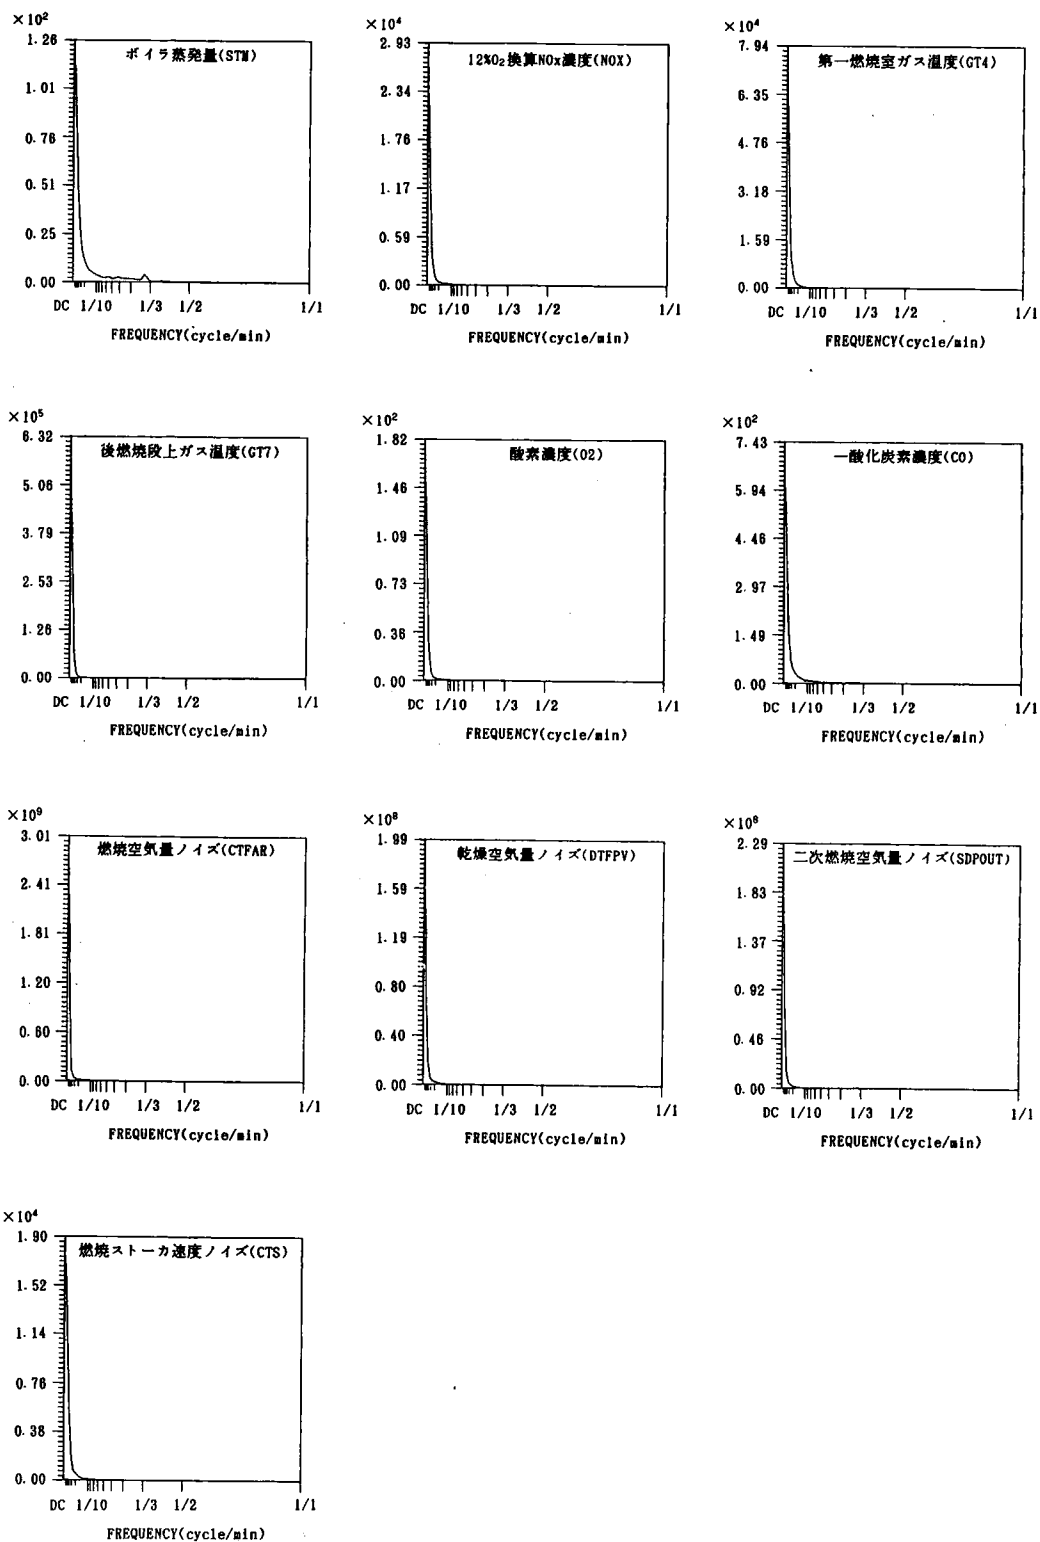 ×10²
1.26
ボイラ蒸発量(STM)
1.01
0.76
0.51
0.25
0.00
DC 1/10 1/3 1/2 1/1
FREQUENCY(cycle/min)
×10⁴
2.93
12%O₂換算NOx濃度(NOX)
2.34
1.76
1.17
0.59
0.00
DC 1/10 1/3 1/2 1/1
FREQUENCY(cycle/min)
×10⁴
7.94
第一燃焼室ガス温度(GT4)
6.35
4.76
3.18
1.59
0.00
DC 1/10 1/3 1/2 1/1
FREQUENCY(cycle/min)
×10⁵
6.32
後燃焼段上ガス温度(GT7)
5.06
3.79
2.53
1.26
0.00
DC 1/10 1/3 1/2 1/1
FREQUENCY(cycle/min)
×10²
1.82
酸素濃度(O2)
1.46
1.09
0.73
0.36
0.00
DC 1/10 1/3 1/2 1/1
FREQUENCY(cycle/min)
×10²
7.43
一酸化炭素濃度(CO)
5.94
4.46
2.97
1.49
0.00
DC 1/10 1/3 1/2 1/1
FREQUENCY(cycle/min)
×10⁹
3.01
燃焼空気量ノイズ(CTFAR)
2.41
1.81
1.20
0.60
0.00
DC 1/10 1/3 1/2 1/1
FREQUENCY(cycle/min)
×10⁸
1.99
乾燥空気量ノイズ(DTFPV)
1.59
1.19
0.80
0.40
0.00
DC 1/10 1/3 1/2 1/1
FREQUENCY(cycle/min)
×10⁶
2.29
二次燃焼空気量ノイズ(SDPOUT)
1.83
1.37
0.92
0.46
0.00
DC 1/10 1/3 1/2 1/1
FREQUENCY(cycle/min)
×10⁴
1.90
燃焼ストーカ速度ノイズ(CTS)
1.52
1.14
0.76
0.38
0.00
DC 1/10 1/3 1/2 1/1
FREQUENCY(cycle/min)